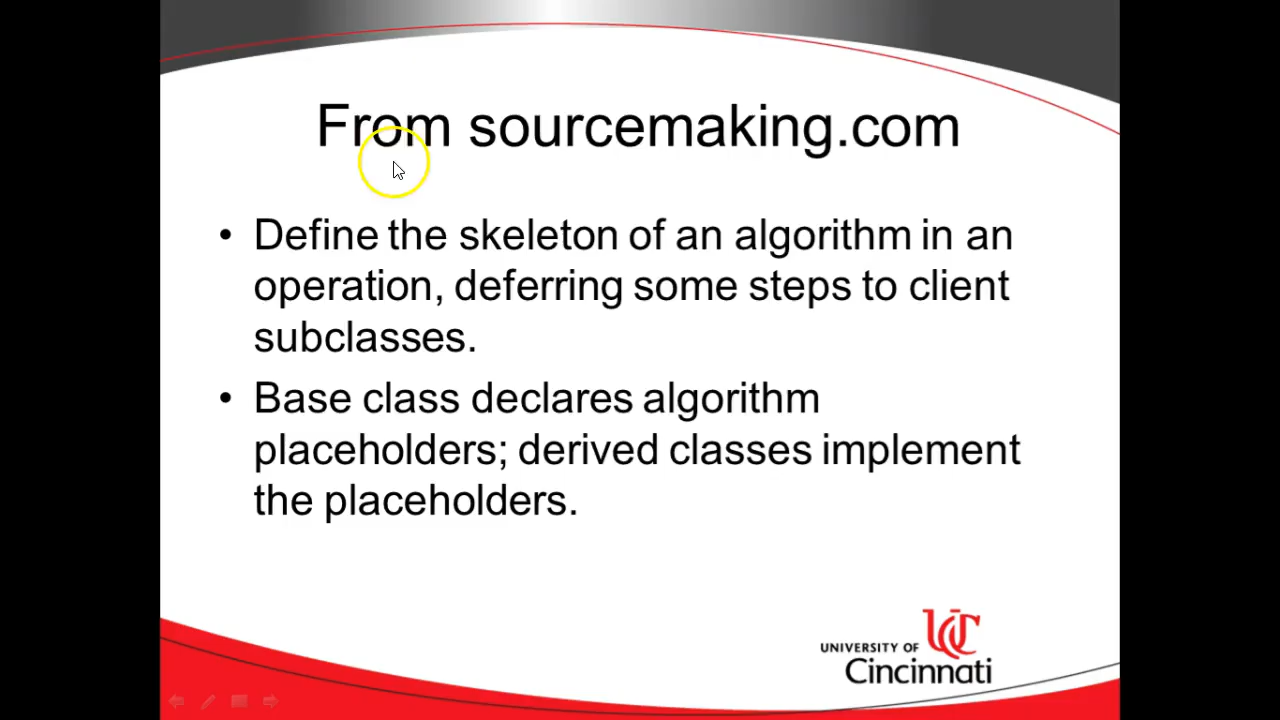 From sourcemaking.com
• Define the skeleton of an algorithm in an
operation, deferring some steps to client
subclasses.
• Base class declares algorithm
placeholders; derived classes implement
the placeholders.
UC
UNIVERSITY OF
Cincinnati